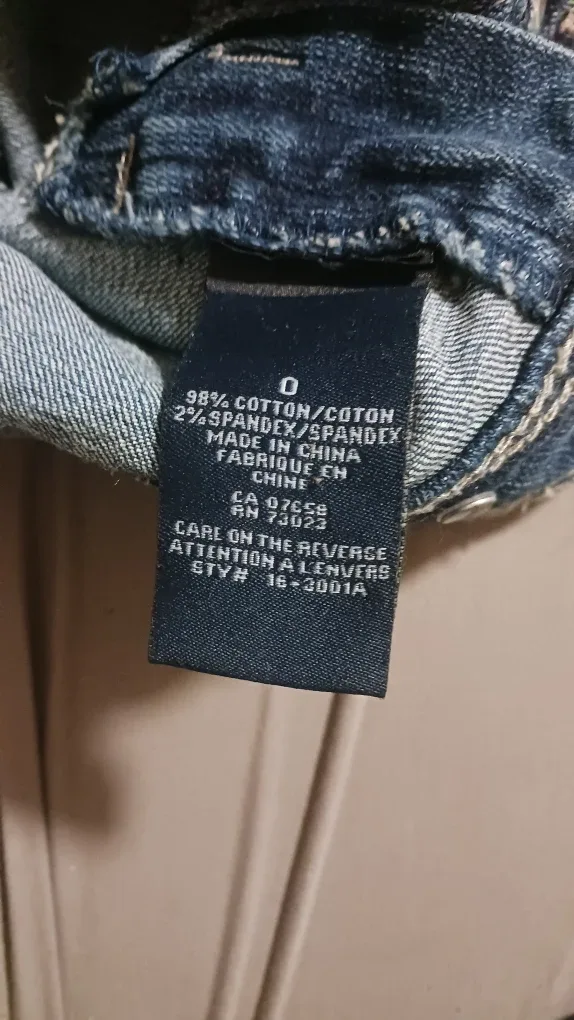 0
98% COTTON/COTON
2% SPANDEX/SPANDEX
MADE IN CHINA
FABRIQUE EN
CHINE
CA 07658
RN 73023
CARE ON THE REVERSE
ATTENTION A L'ENVERS
STY# 16-3001A